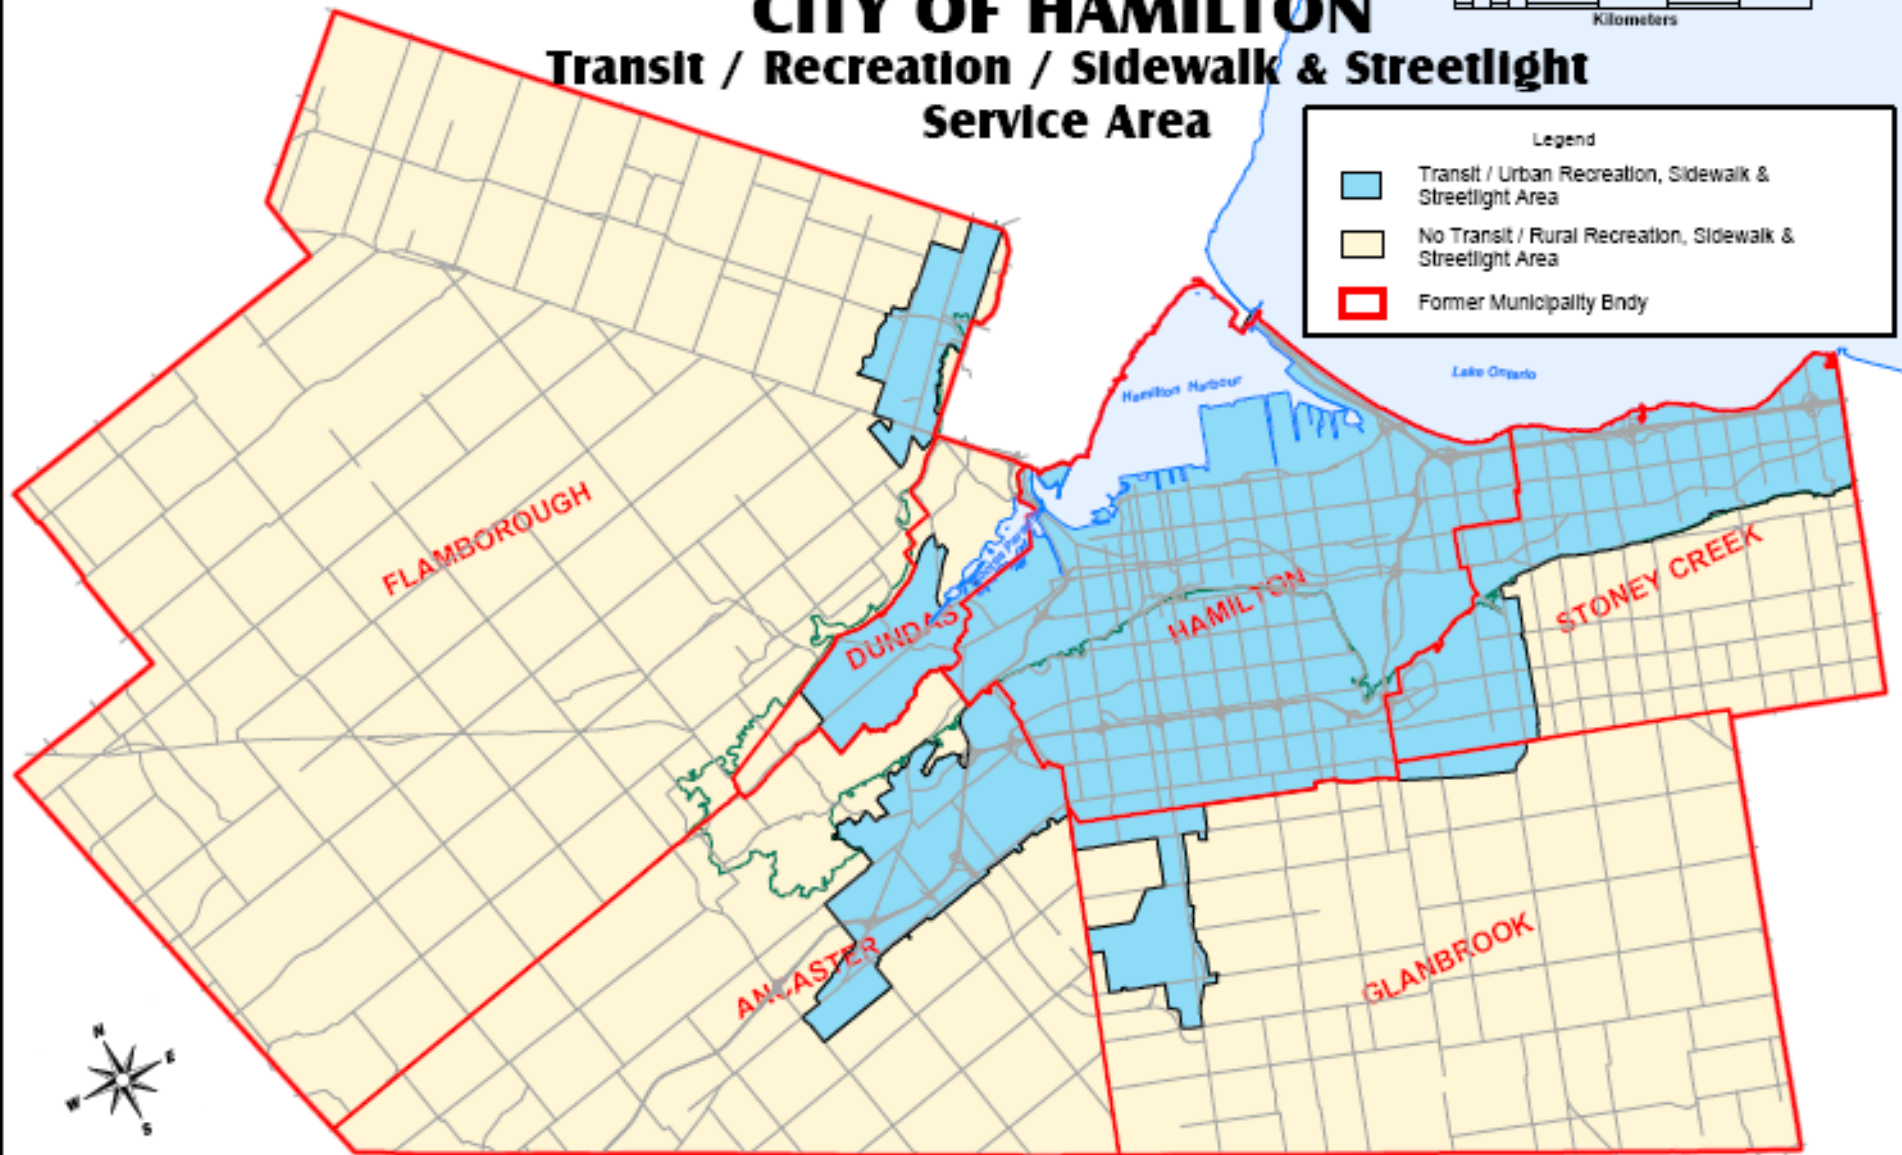 CITY OF HAMILTON
Transit / Recreation / Sidewalk & Streetlight
Service Area
Kilometers
Legend
Transit / Urban Recreation, Sidewalk &
Streetlight Area
No Transit / Rural Recreation, Sidewalk &
Streetlight Area
Former Municipality Bndy
Lake Ontario
Hamilton Harbour
FLAMBOROUGH
DUNDAS
HAMILTON
STONEY CREEK
ANCASTER
GLANBROOK
N
E
W
S